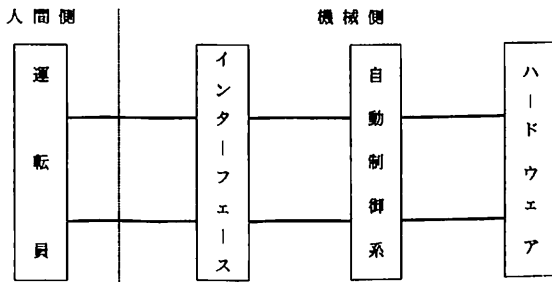 人間側
機械側
運転員
インターフェース
自動制御系
ハードウェア